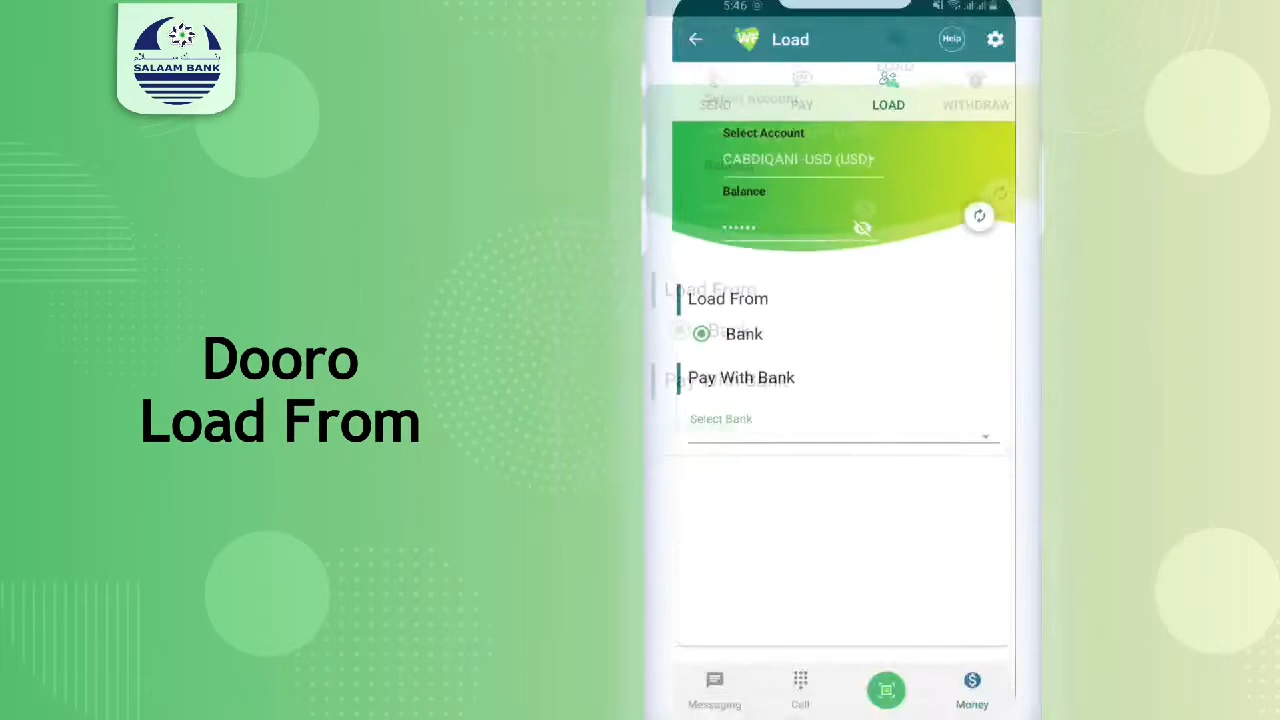 SALAAM BANK
Dooro
Load From
5:46
WF
Load
Help
SEND
PAY
LOAD
WITHDRAW
Select Account
CABDIQANI -USD (USD)
Balance
Load From
Bank
Pay With Bank
Select Bank
Messaging
Call
Money